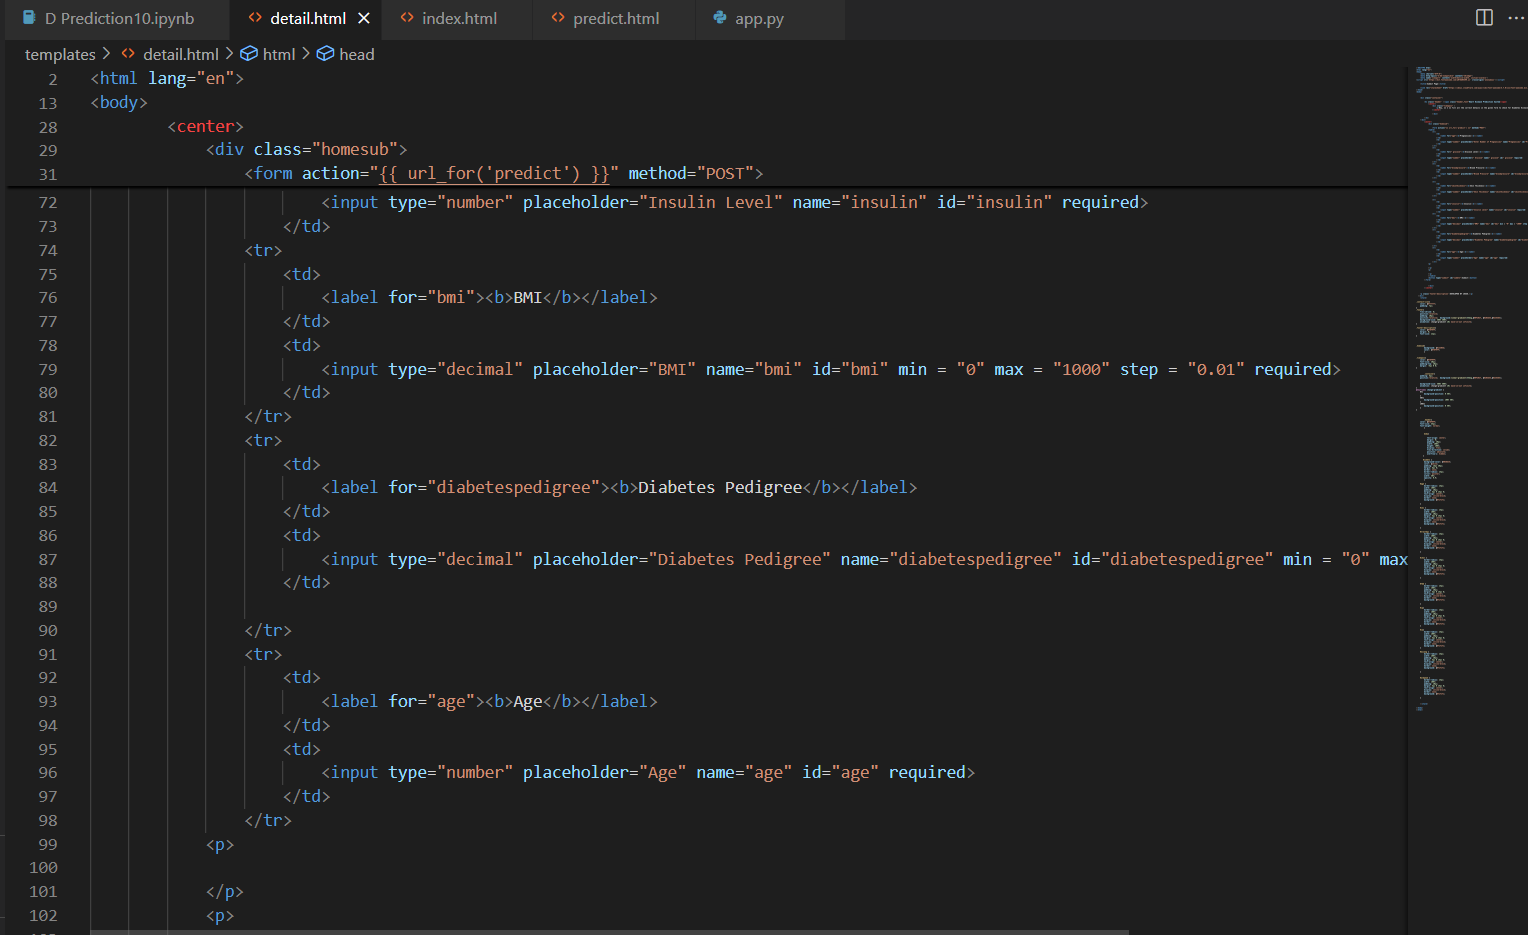 D Prediction10.ipynb detail.html index.html predict.html app.py
templates > detail.html > html > head
2 <html lang="en">
13 <body>
28 <center>
29 <div class="homesub">
31 <form action="{{ url_for('predict') }}" method="POST">
72 <input type="number" placeholder="Insulin Level" name="insulin" id="insulin" required>
73 </td>
74 <tr>
75 <td>
76 <label for="bmi"><b>BMI</b></label>
77 </td>
78 <td>
79 <input type="decimal" placeholder="BMI" name="bmi" id="bmi" min = "0" max = "1000" step = "0.01" required>
80 </td>
81 </tr>
82 <tr>
83 <td>
84 <label for="diabetespedigree"><b>Diabetes Pedigree</b></label>
85 </td>
86 <td>
87 <input type="decimal" placeholder="Diabetes Pedigree" name="diabetespedigree" id="diabetespedigree" min = "0" max
88 </td>
89
90 </tr>
91 <tr>
92 <td>
93 <label for="age"><b>Age</b></label>
94 </td>
95 <td>
96 <input type="number" placeholder="Age" name="age" id="age" required>
97 </td>
98 </tr>
99 <p>
100
101 </p>
102 <p>